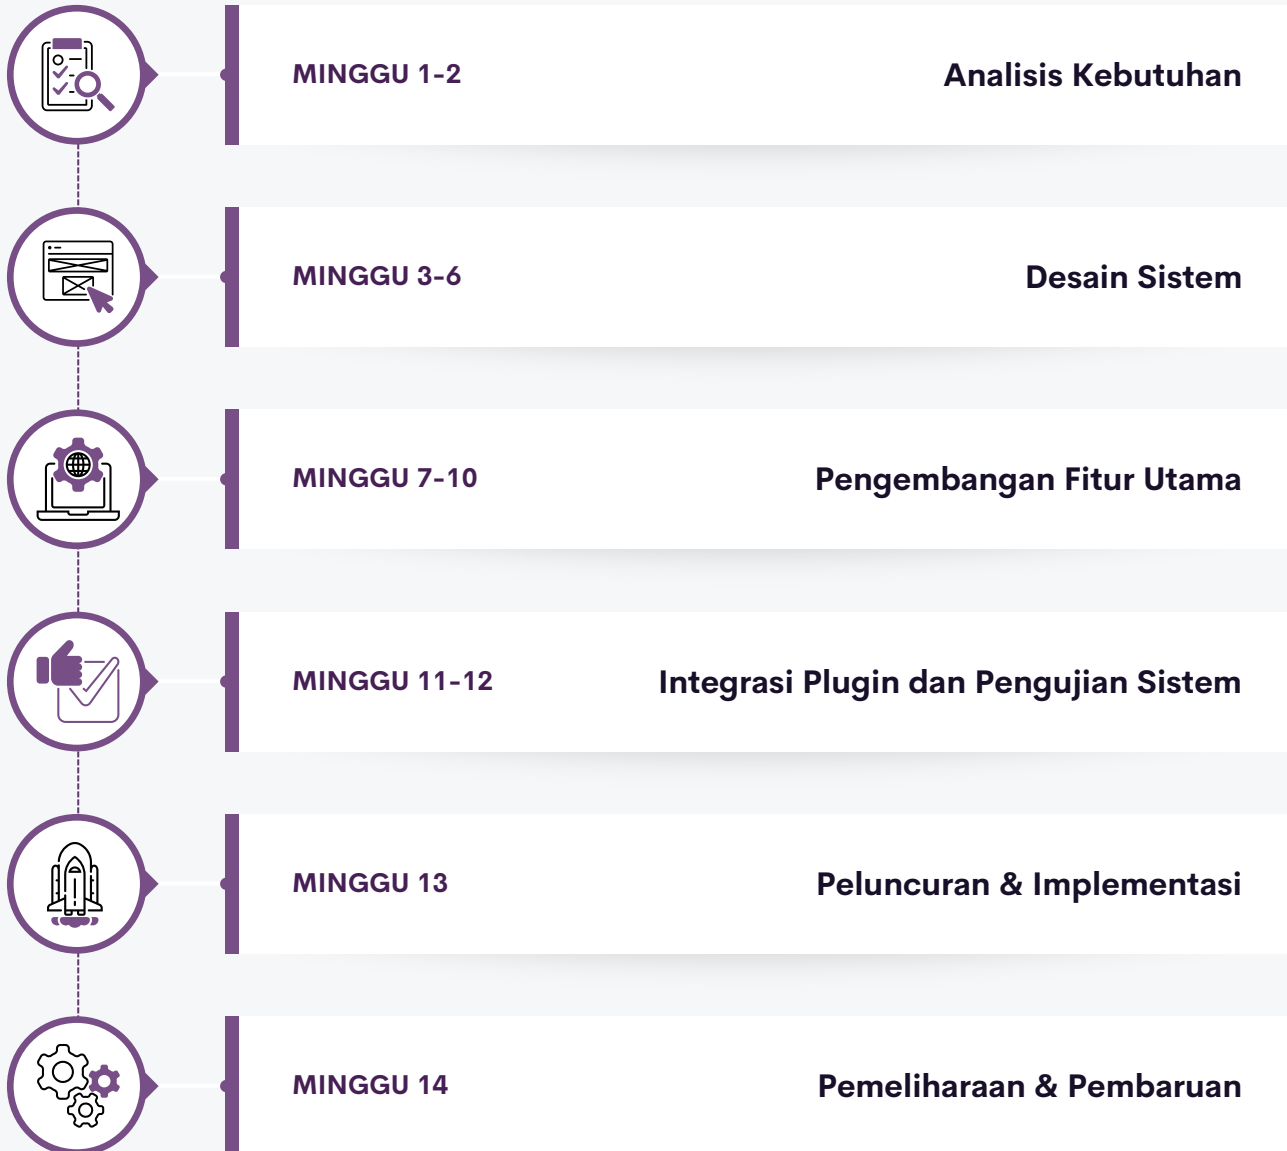 MINGGU 1-2
Analisis Kebutuhan
MINGGU 3-6
Desain Sistem
MINGGU 7-10
Pengembangan Fitur Utama
MINGGU 11-12
Integrasi Plugin dan Pengujian Sistem
MINGGU 13
Peluncuran & Implementasi
MINGGU 14
Pemeliharaan & Pembaruan